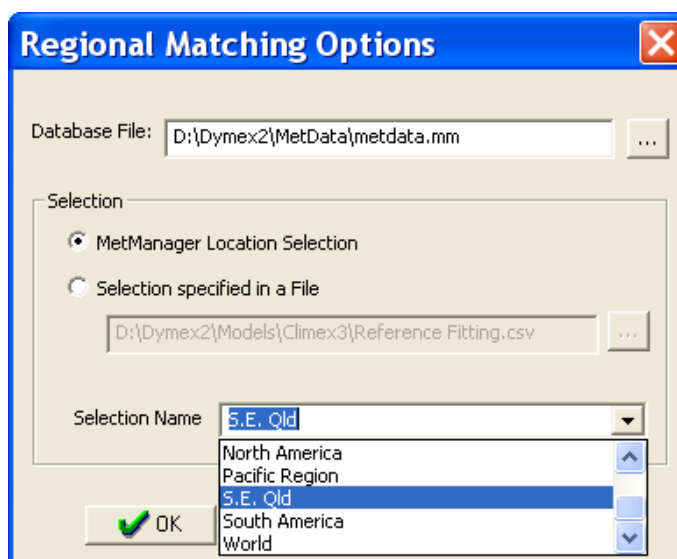 Regional Matching Options
Database File: D:\Dymex2\MetData\metdata.mm ...
Selection
MetManager Location Selection
Selection specified in a File
D:\Dymex2\Models\Climex3\Reference Fitting.csv ...
Selection Name S.E. Qld
North America
Pacific Region
S.E. Qld
South America
World
OK